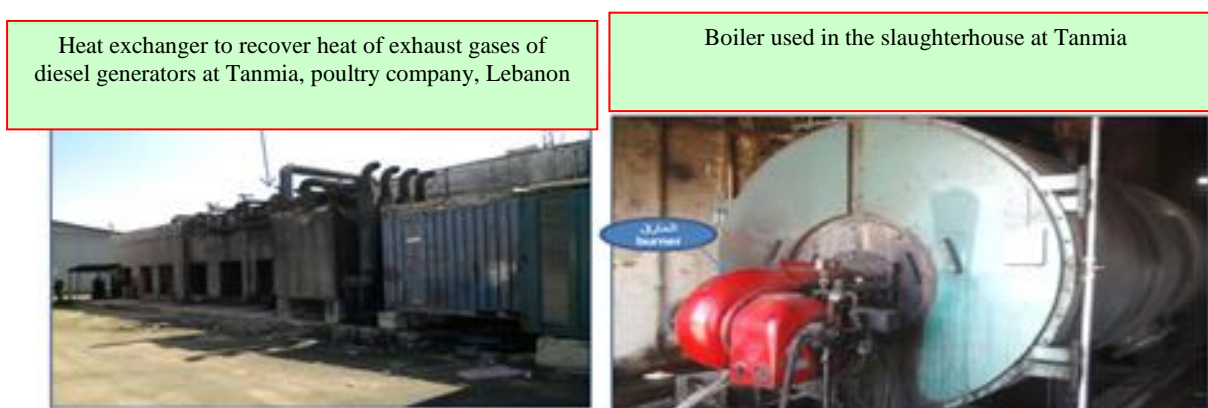 Heat exchanger to recover heat of exhaust gases of
diesel generators at Tanmia, poultry company, Lebanon
Boiler used in the slaughterhouse at Tanmia
الحارق
burner